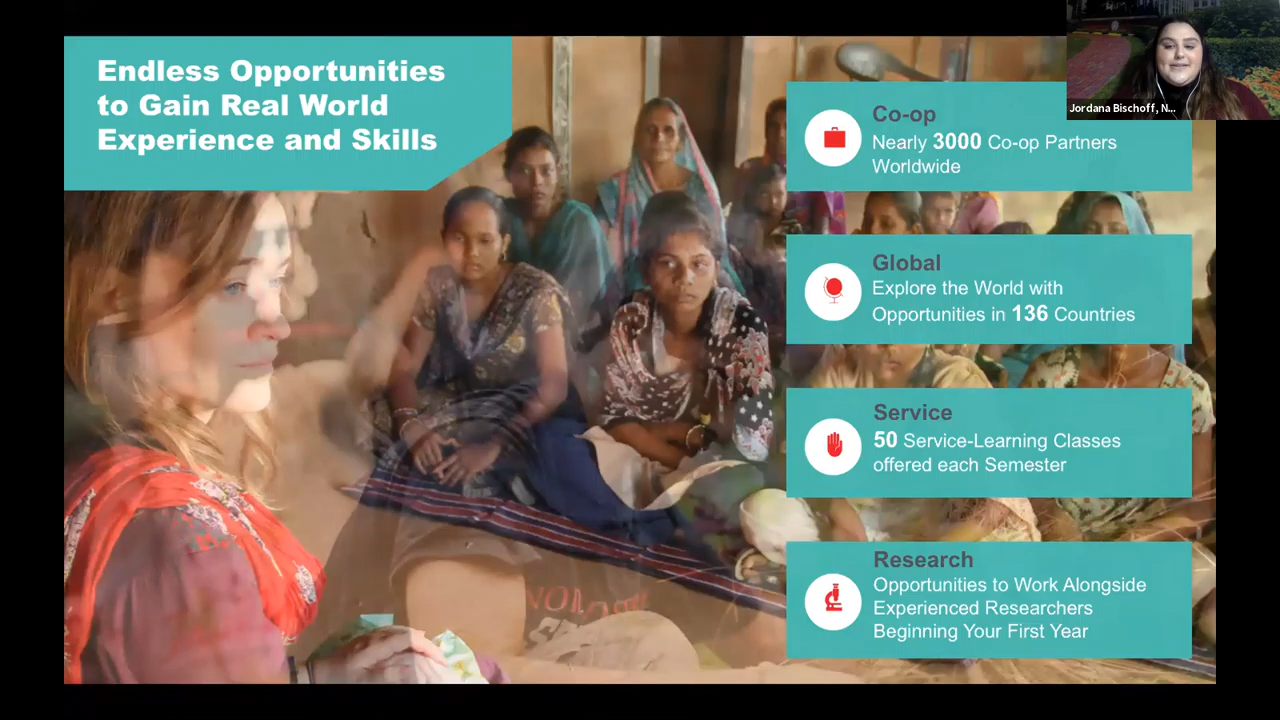 Endless Opportunities
to Gain Real World
Experience and Skills
Jordana Bischoff, N...
Co-op
Nearly 3000 Co-op Partners
Worldwide
Global
Explore the World with
Opportunities in 136 Countries
Service
50 Service-Learning Classes
offered each Semester
Research
Opportunities to Work Alongside
Experienced Researchers
Beginning Your First Year